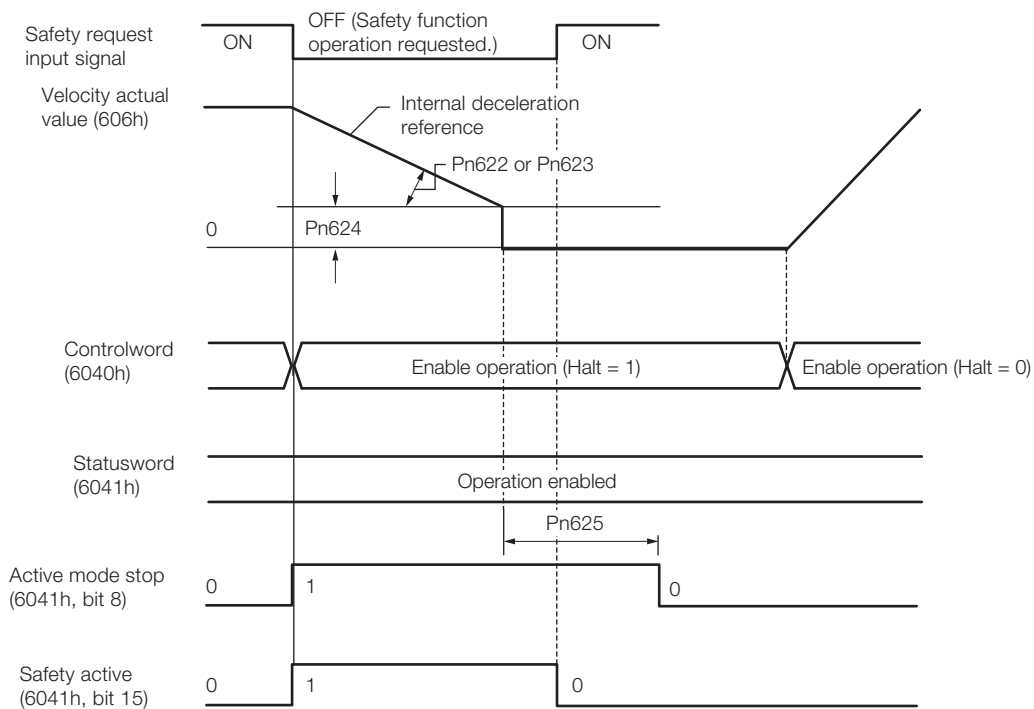 Safety request
input signal
ON
OFF (Safety function
operation requested.)
ON
Velocity actual
value (606h)
Internal deceleration
reference
Pn622 or Pn623
0
Pn624
Controlword
(6040h)
Enable operation (Halt = 1)
Enable operation (Halt = 0)
Statusword
(6041h)
Operation enabled
Pn625
Active mode stop
(6041h, bit 8)
0
1
0
Safety active
(6041h, bit 15)
0
1
0